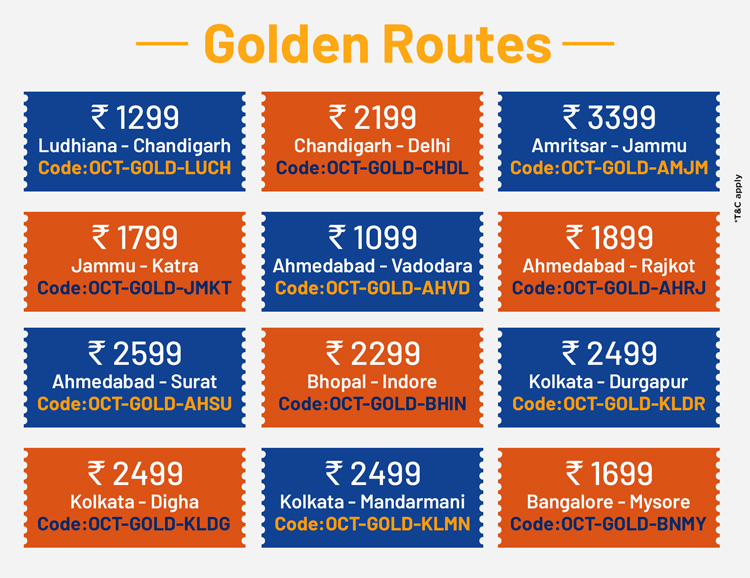 Golden Routes
₹ 1299
Ludhiana - Chandigarh
Code:OCT-GOLD-LUCH
₹ 2199
Chandigarh - Delhi
Code:OCT-GOLD-CHDL
₹ 3399
Amritsar - Jammu
Code:OCT-GOLD-AMJM
*T&C apply
₹ 1799
Jammu - Katra
Code:OCT-GOLD-JMKT
₹ 1099
Ahmedabad - Vadodara
Code:OCT-GOLD-AHVD
₹ 1899
Ahmedabad - Rajkot
Code:OCT-GOLD-AHRJ
₹ 2599
Ahmedabad - Surat
Code:OCT-GOLD-AHSU
₹ 2299
Bhopal - Indore
Code:OCT-GOLD-BHIN
₹ 2499
Kolkata - Durgapur
Code:OCT-GOLD-KLDR
₹ 2499
Kolkata - Digha
Code:OCT-GOLD-KLDG
₹ 2499
Kolkata - Mandarmani
Code:OCT-GOLD-KLMN
₹ 1699
Bangalore - Mysore
Code:OCT-GOLD-BNMY